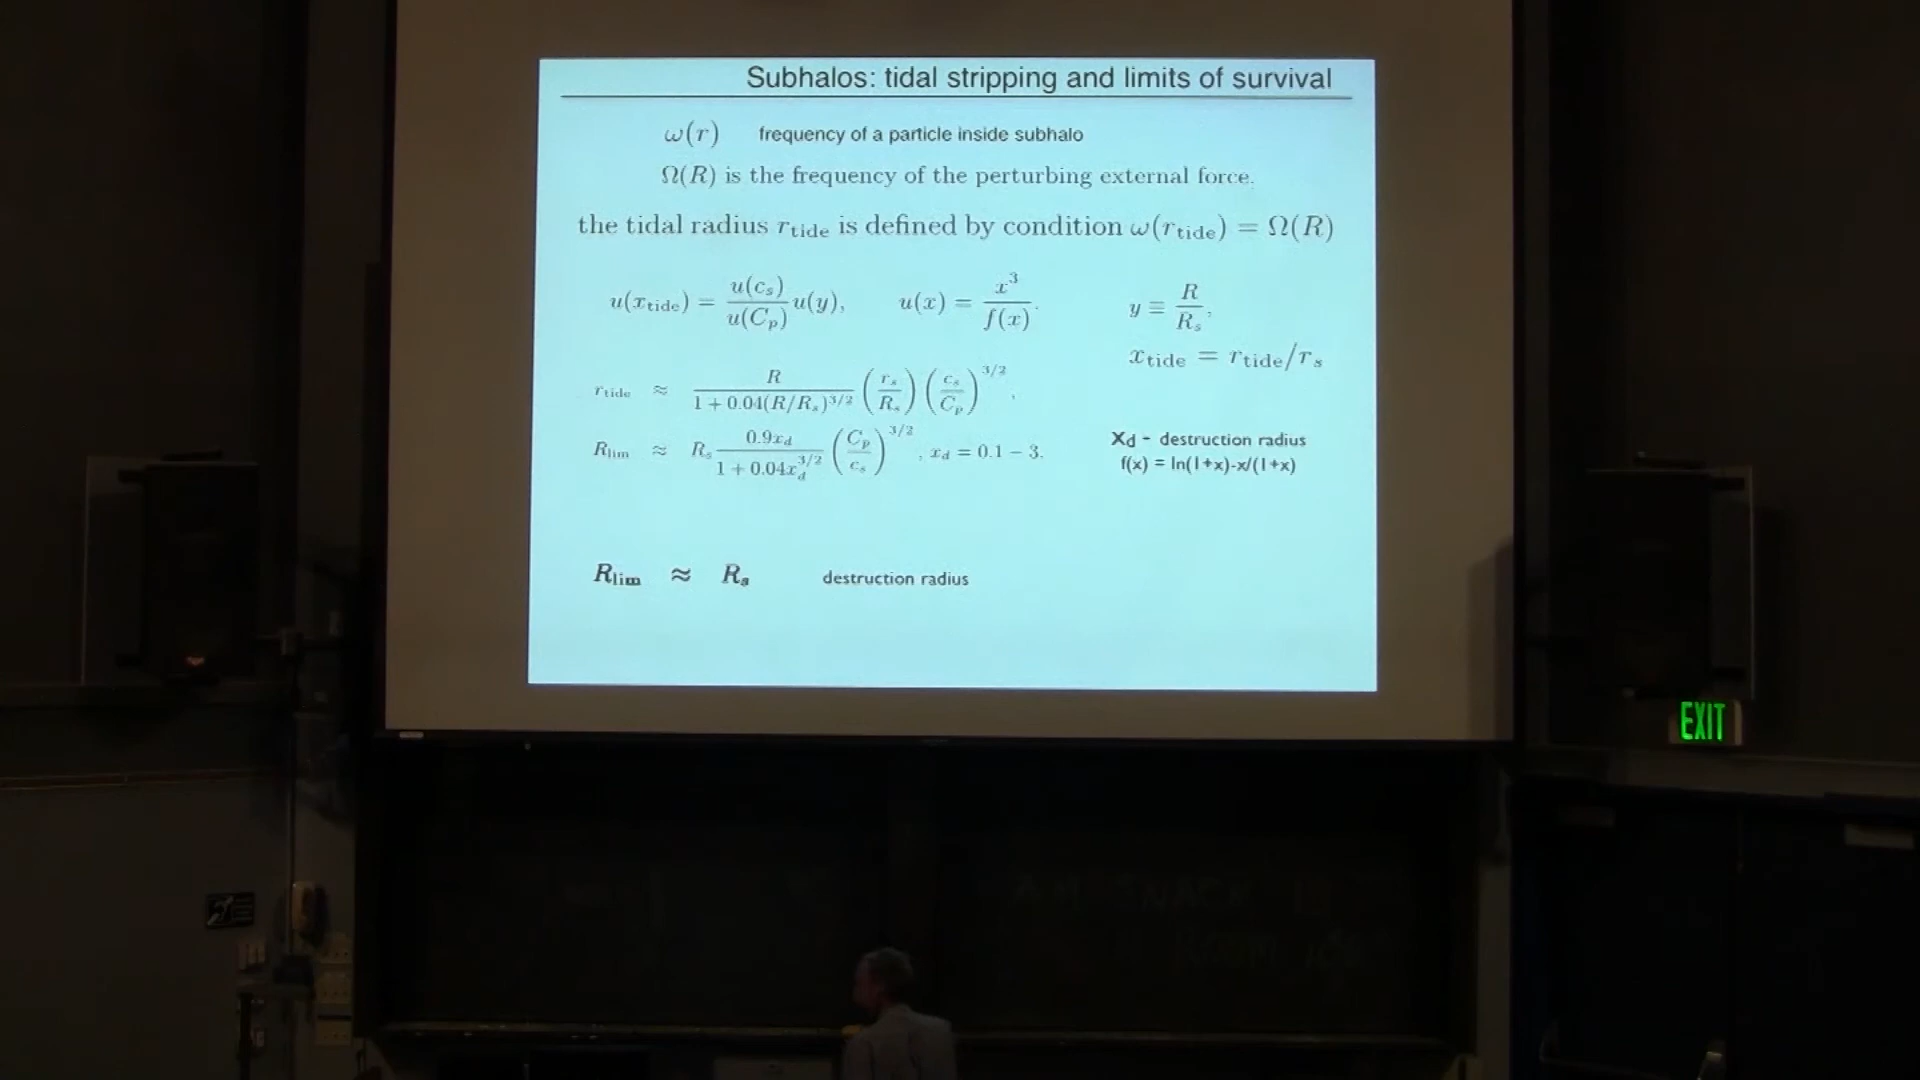 Subhalos: tidal stripping and limits of survival
ω(r) frequency of a particle inside subhalo
Ω(R) is the frequency of the perturbing external force.
the tidal radius r_tide is defined by condition ω(r_tide) = Ω(R)
u(x_tide) = u(c_s)/u(C_p) u(y), u(x) = x^3/f(x). y ≡ R/R_s,
x_tide = r_tide/r_s
r_tide ≈ R/(1 + 0.04(R/R_s)^3/2) (r_s/R_s) (c_s/C_p)^3/2,
R_lim ≈ R_s 0.9x_d/(1 + 0.04x_d^3/2) (C_p/c_s)^3/2, x_d = 0.1 − 3.
X_d - destruction radius
f(x) = ln(1+x)-x/(1+x)
R_lim ≈ R_s destruction radius
EXIT